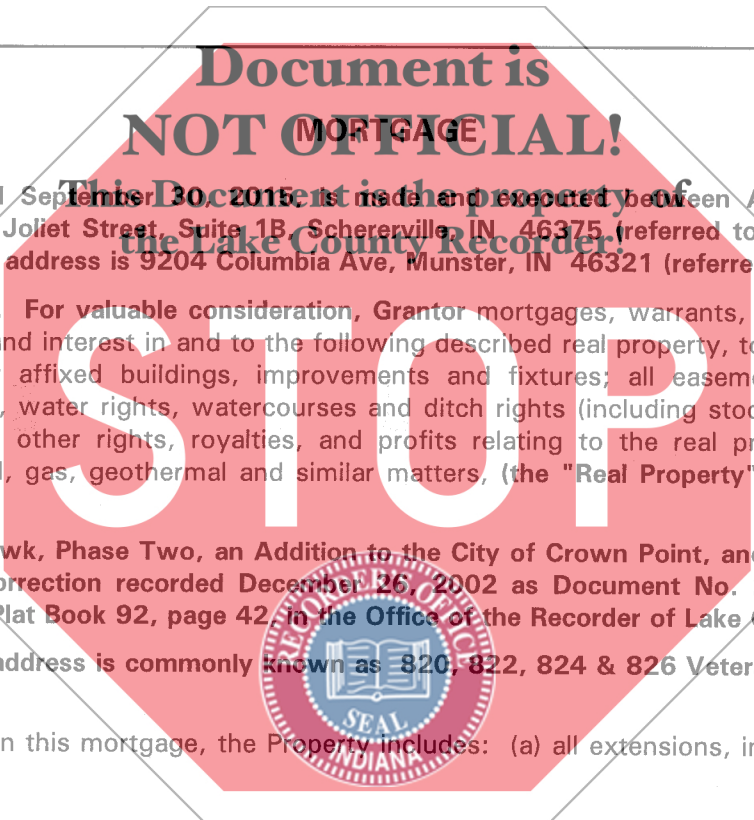 Document is
NOT OFFICIAL!
MORTGAGE
This Document is the property of
September 30, 2015, is made and executed between A
the Lake County Recorder!
Joliet Street, Suite 1B, Schererville, IN 46375 (referred to
address is 9204 Columbia Ave, Munster, IN 46321 (referre
. For valuable consideration, Grantor mortgages, warrants,
nd interest in and to the following described real property, to
affixed buildings, improvements and fixtures; all easeme
, water rights, watercourses and ditch rights (including stoc
other rights, royalties, and profits relating to the real pr
l, gas, geothermal and similar matters, (the "Real Property"
STOP
wk, Phase Two, an Addition to the City of Crown Point, and
orrection recorded December 26, 2002 as Document No.
Plat Book 92, page 42, in the Office of the Recorder of Lake
address is commonly known as 820, 822, 824 & 826 Veter
RECORDER'S OFFICE
SEAL
INDIANA
n this mortgage, the Property includes: (a) all extensions, in